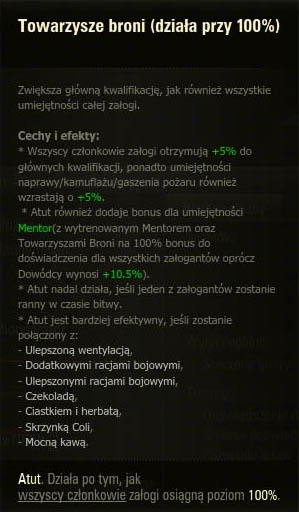 Towarzysze broni (działa przy 100%)
Zwiększa główną kwalifikację, jak również wszystkie
umiejętności całej załogi.
Cechy i efekty:
* Wszyscy członkowie załogi otrzymują +5% do
głównych kwalifikacji, ponadto umiejętności
naprawy/kamuflażu/gaszenia pożaru również
wzrastają o +5%.
* Atut również dodaje bonus dla umiejętności
Mentor(z wytrenowanym Mentorem oraz
Towarzyszami Broni na 100% bonus do
doświadczenia dla wszystkich załogantów oprócz
Dowódcy wynosi +10.5%).
* Atut nadal działa, jeśli jeden z załogantów zostanie
ranny w czasie bitwy.
* Atut jest bardziej efektywny, jeśli zostanie
połączony z:
- Ulepszoną wentylacją,
- Dodatkowymi racjami bojowymi,
- Ulepszonymi racjami bojowymi,
- Czekoladą,
- Ciastkiem i herbatą,
- Skrzynką Coli,
- Mocną kawą.
Atut. Działa po tym, jak
wszyscy członkowie załogi osiągną poziom 100%.